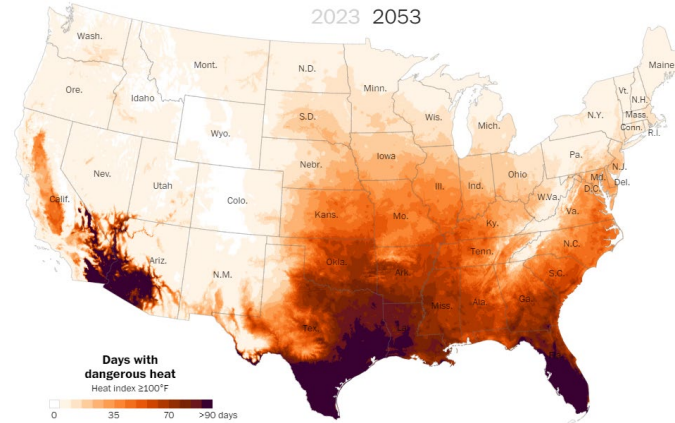 2023 2053
Wash.
Mont.
N.D.
Minn.
Maine
Ore.
Idaho
S.D.
Wis.
Mich.
Vt.
N.H.
N.Y.
Mass.
Conn.
R.I.
Wyo.
Nebr.
Iowa
Pa.
N.J.
Nev.
Utah
Colo.
Ill.
Ind.
Ohio
Md.
Del.
D.C.
W.Va.
Va.
Calif.
Kans.
Mo.
Ky.
N.C.
Tenn.
Ariz.
N.M.
Okla.
Ark.
S.C.
Miss.
Ala.
Ga.
Tex.
Days with
dangerous heat
Heat index ≥100°F
0 35 70 >90 days